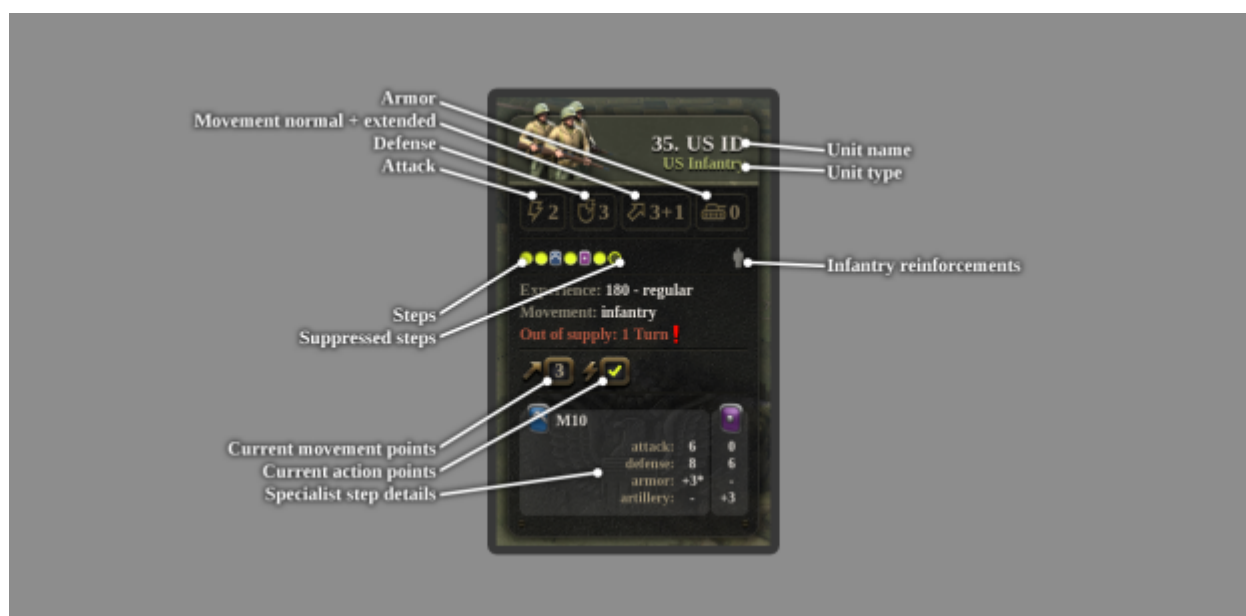 Armor
Movement normal + extended
Defense
Attack
35. US ID
US Infantry
Unit name
Unit type
2 3 3+1 0
Infantry reinforcements
Steps
Suppressed steps
Experience: 180 - regular
Movement: infantry
Out of supply: 1 Turn!
3
M10
attack: 6 0
defense: 8 6
armor: +3* -
artillery: - +3
Current movement points
Current action points
Specialist step details